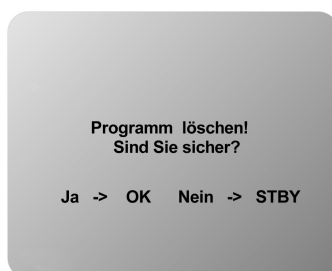 Programm löschen!
Sind Sie sicher?
Ja -> OK Nein -> STBY